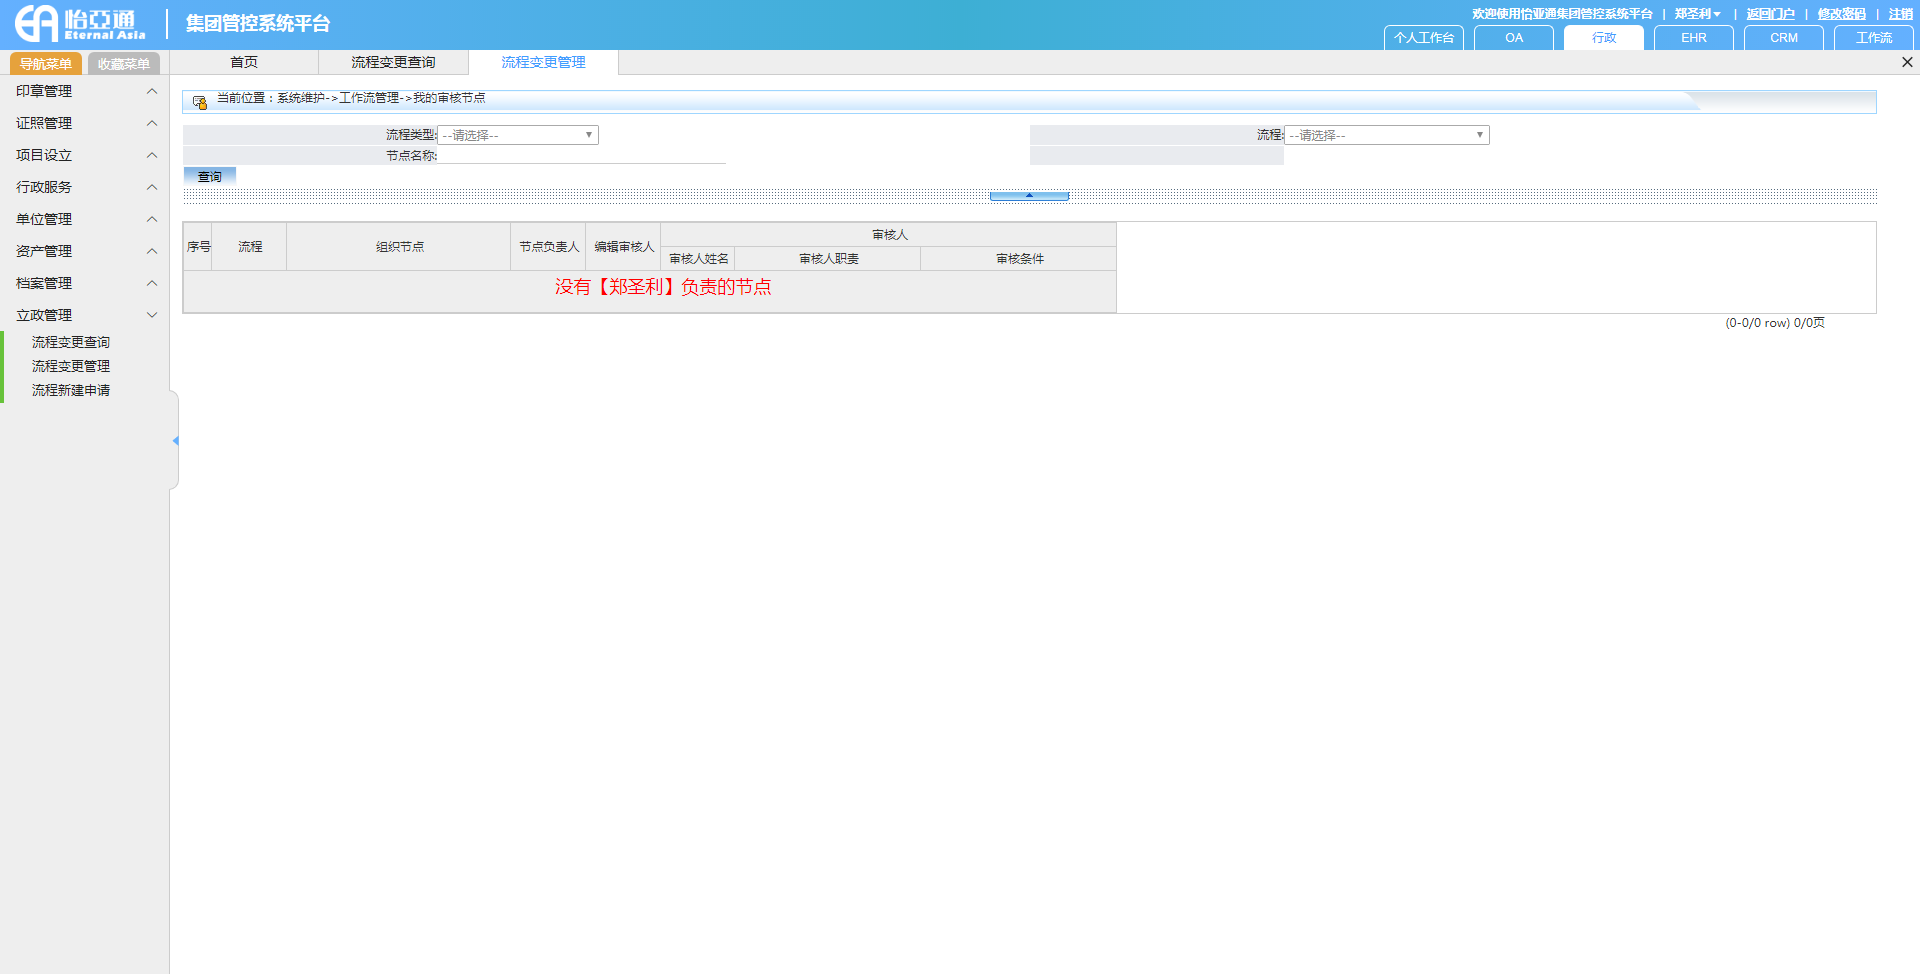 怡亞通
Eternal Asia
集团管控系统平台
欢迎使用怡亚通集团管控系统平台 | 郑圣利 | 返回门户 | 修改密码 | 注销
个人工作台 OA 行政 EHR CRM 工作流
导航菜单 收藏菜单 首页 流程变更查询 流程变更管理
印章管理
证照管理
项目设立
行政服务
单位管理
资产管理
档案管理
立政管理
流程变更查询
流程变更管理
流程新建申请
当前位置：系统维护->工作流管理->我的审核节点
流程类型: --请选择-- 流程: --请选择--
节点名称:
查询
序号 流程 组织节点 节点负责人 编辑审核人 审核人
审核人姓名 审核人职责 审核条件
没有【郑圣利】负责的节点
(0-0/0 row) 0/0页